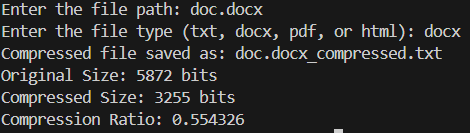 Enter the file path: doc.docx
Enter the file type (txt, docx, pdf, or html): docx
Compressed file saved as: doc.docx_compressed.txt
Original Size: 5872 bits
Compressed Size: 3255 bits
Compression Ratio: 0.554326